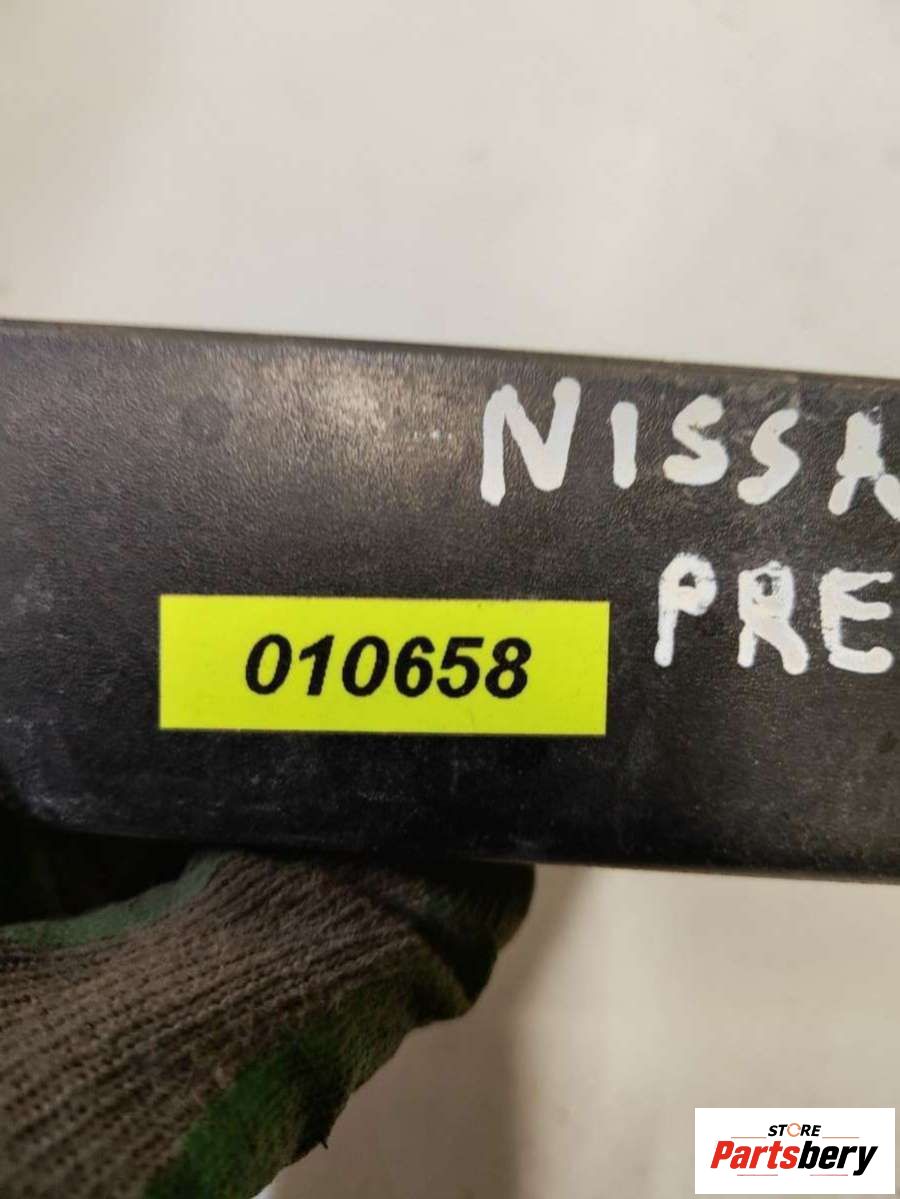 NISSA
PRE
010658
STORE
Partsbery